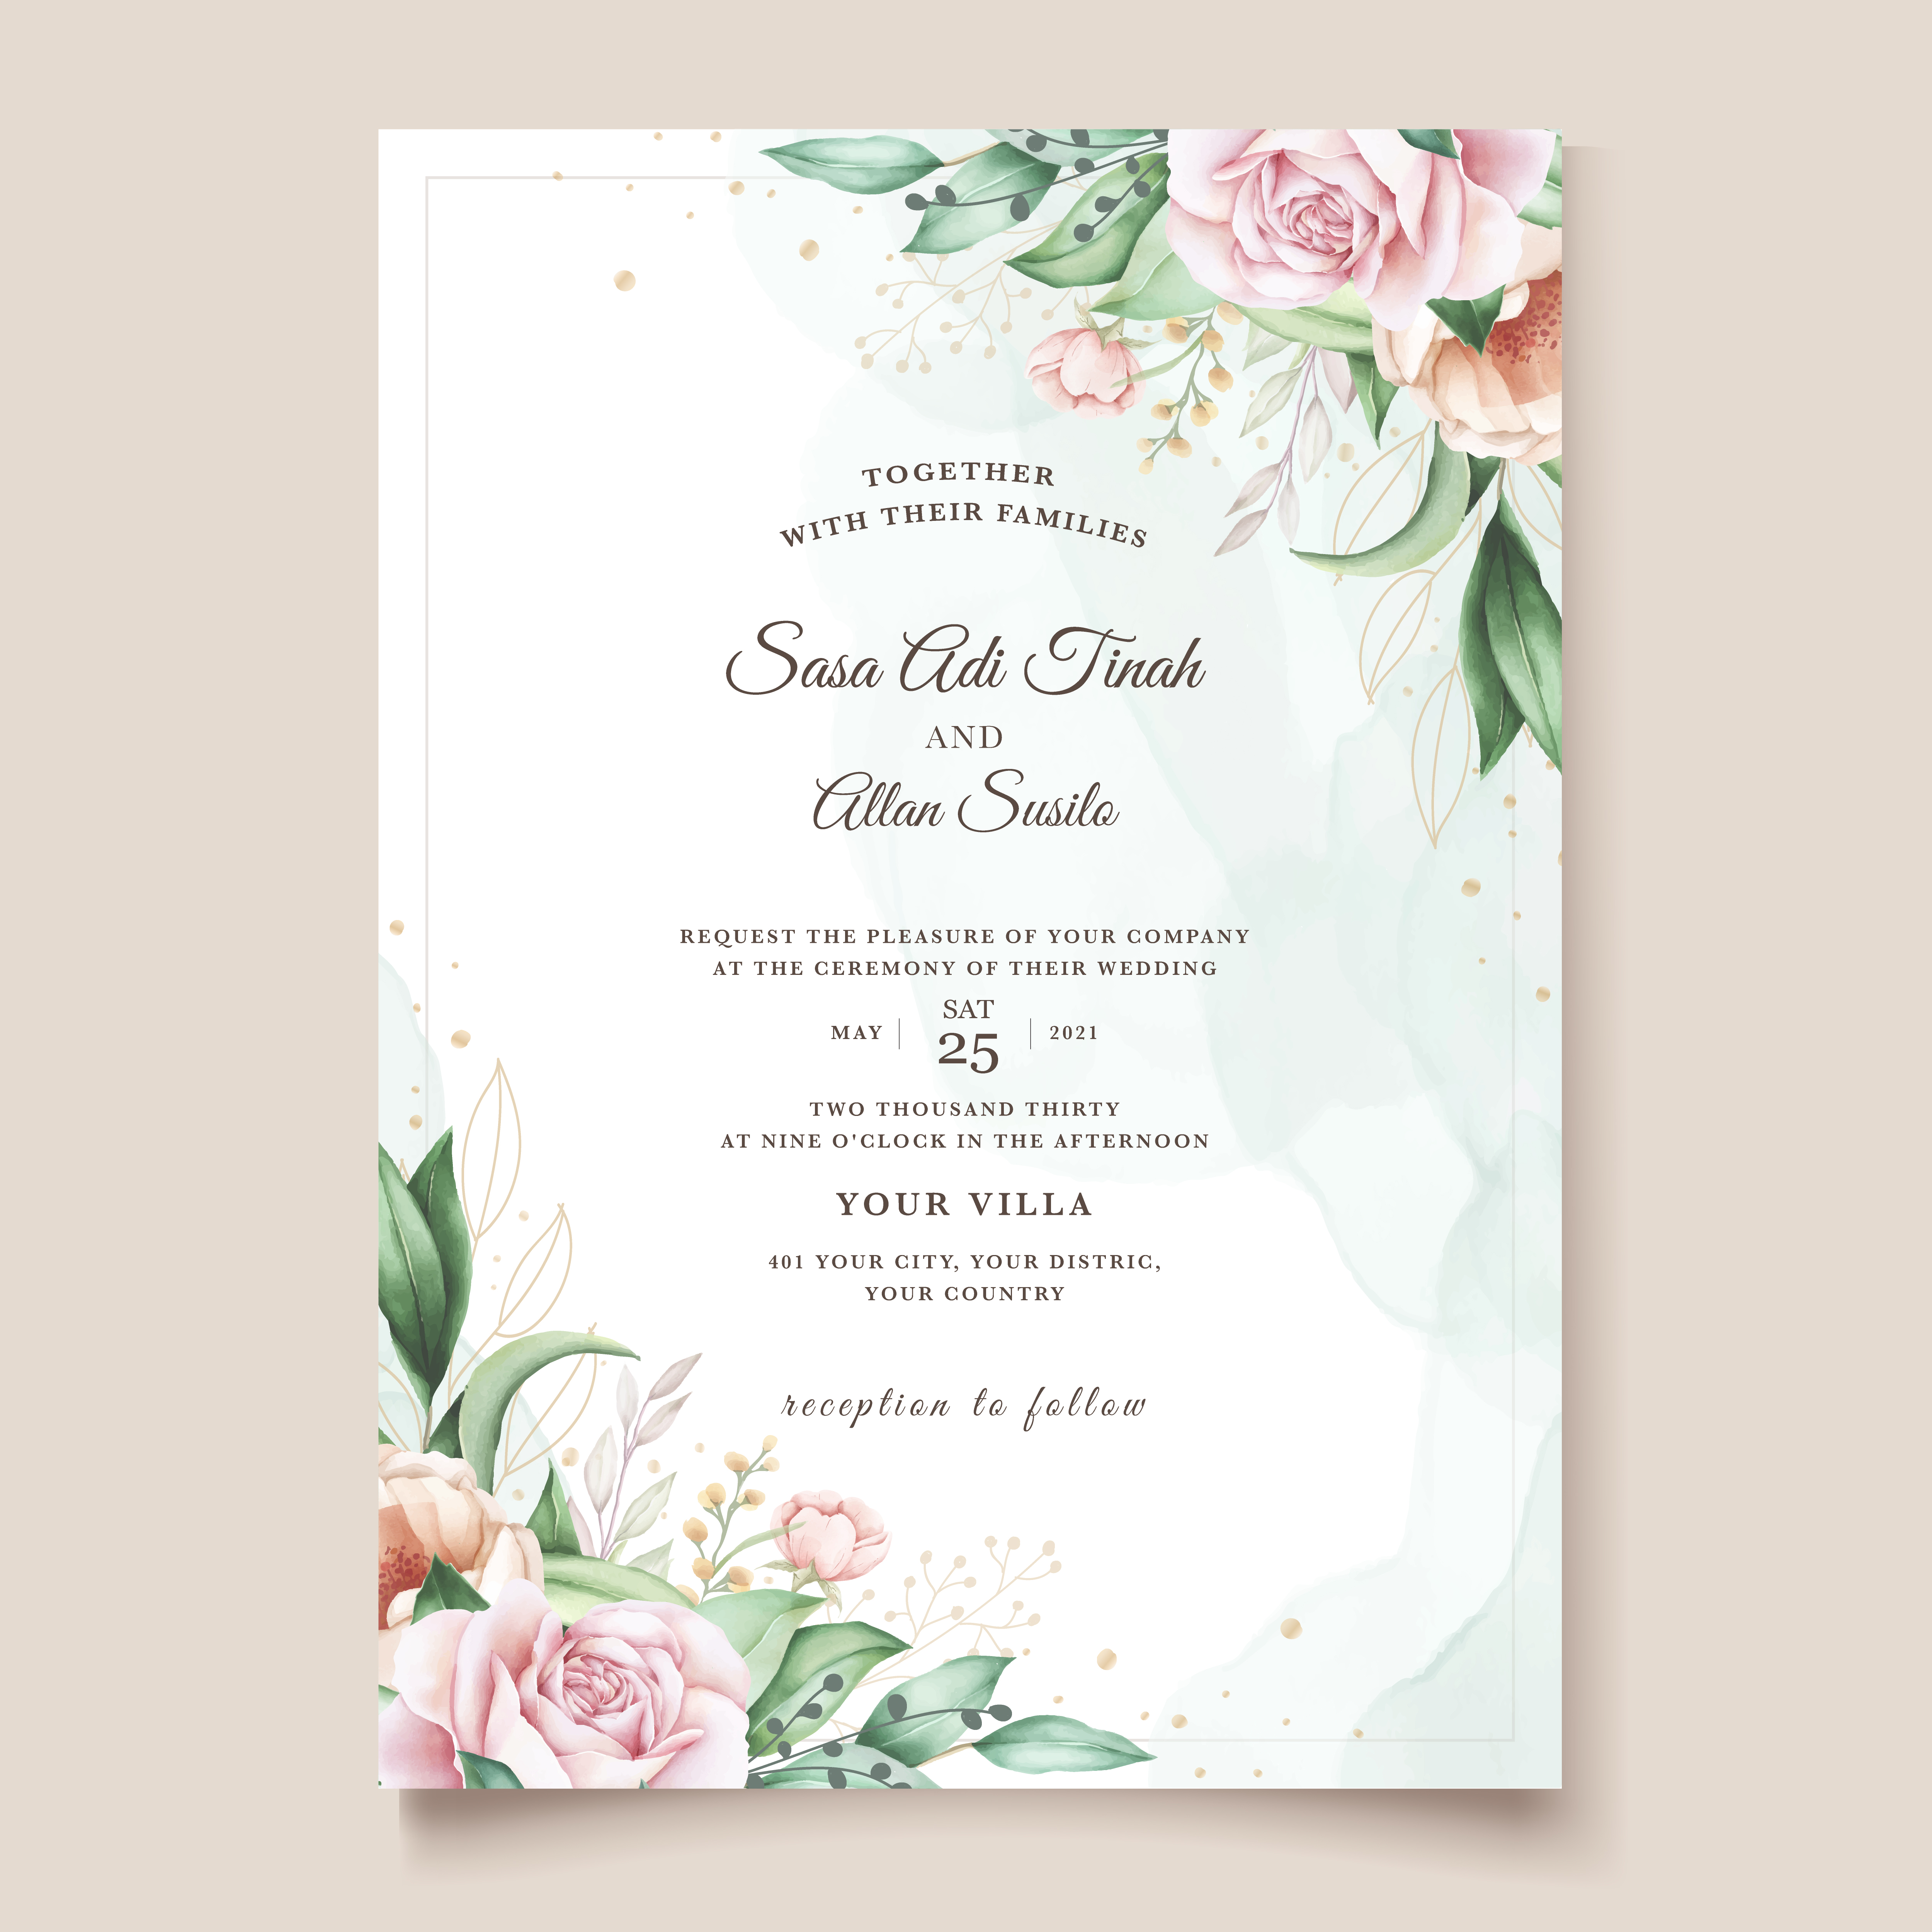 TOGETHER
WITH THEIR FAMILIES
Sasa Adi Tinah
AND
Allan Susilo
REQUEST THE PLEASURE OF YOUR COMPANY
AT THE CEREMONY OF THEIR WEDDING
SAT
MAY | 25 | 2021
TWO THOUSAND THIRTY
AT NINE O'CLOCK IN THE AFTERNOON
YOUR VILLA
401 YOUR CITY, YOUR DISTRIC,
YOUR COUNTRY
reception to follow